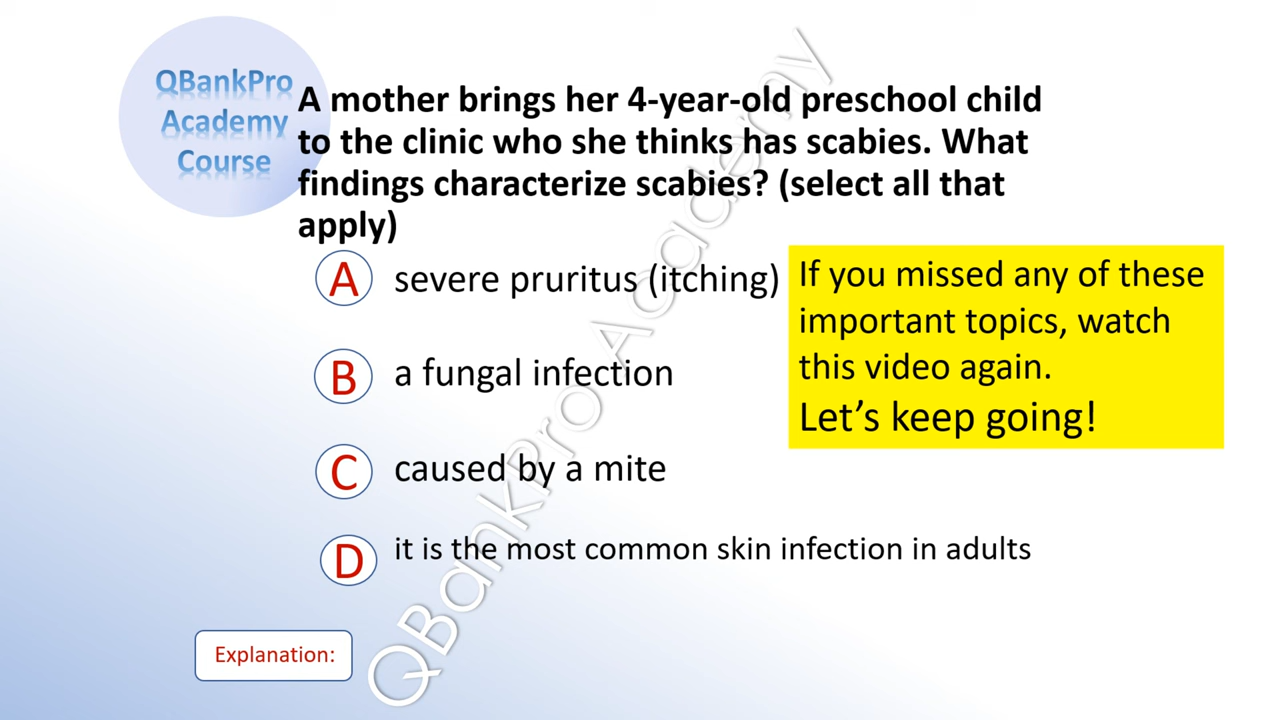 QBankPro
Academy
Course
A mother brings her 4-year-old preschool child
to the clinic who she thinks has scabies. What
findings characterize scabies? (select all that
apply)
A severe pruritus (itching)
B a fungal infection
C caused by a mite
D it is the most common skin infection in adults
If you missed any of these
important topics, watch
this video again.
Let's keep going!
Explanation:
QBankPro Academy